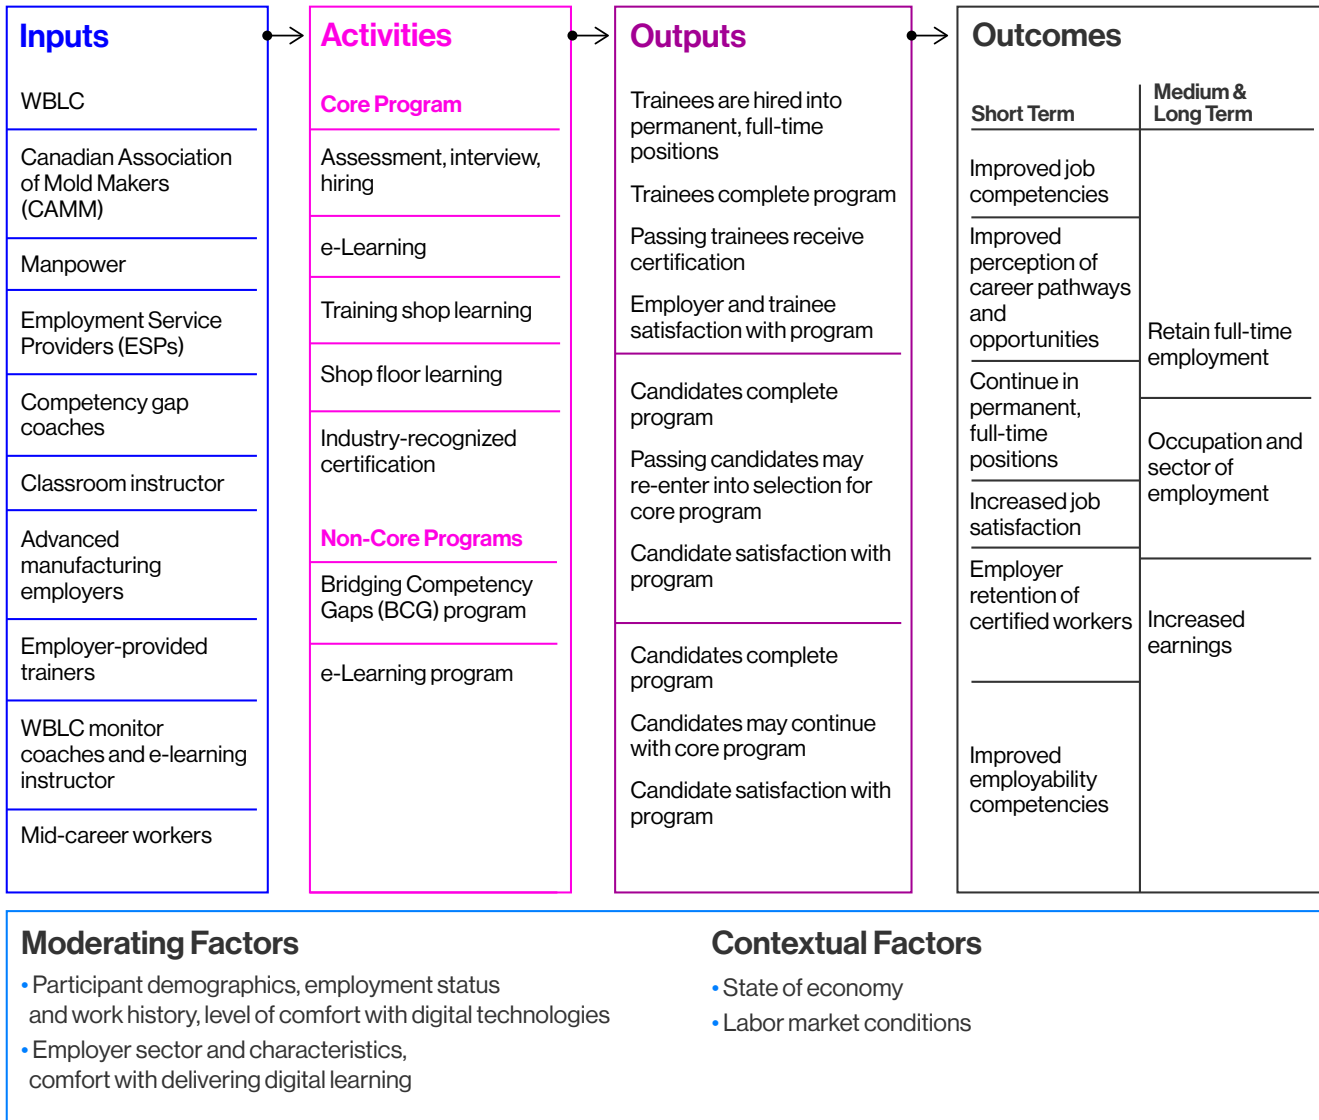 Inputs
WBLC
Canadian Association
of Mold Makers
(CAMM)
Manpower
Employment Service
Providers (ESPs)
Competency gap
coaches
Classroom instructor
Advanced
manufacturing
employers
Employer-provided
trainers
WBLC monitor
coaches and e-learning
instructor
Mid-career workers
Activities
Core Program
Assessment, interview,
hiring
e-Learning
Training shop learning
Shop floor learning
Industry-recognized
certification
Non-Core Programs
Bridging Competency
Gaps (BCG) program
e-Learning program
Outputs
Trainees are hired into
permanent, full-time
positions
Trainees complete program
Passing trainees receive
certification
Employer and trainee
satisfaction with program
Candidates complete
program
Passing candidates may
re-enter into selection for
core program
Candidate satisfaction with
program
Candidates complete
program
Candidates may continue
with core program
Candidate satisfaction with
program
Outcomes
Short Term
Improved job
competencies
Improved
perception of
career pathways
and
opportunities
Continue in
permanent,
full-time
positions
Increased job
satisfaction
Employer
retention of
certified workers
Improved
employability
competencies
Medium &
Long Term
Retain full-time
employment
Occupation and
sector of
employment
Increased
earnings
Moderating Factors
• Participant demographics, employment status
and work history, level of comfort with digital technologies
• Employer sector and characteristics,
comfort with delivering digital learning
Contextual Factors
• State of economy
• Labor market conditions